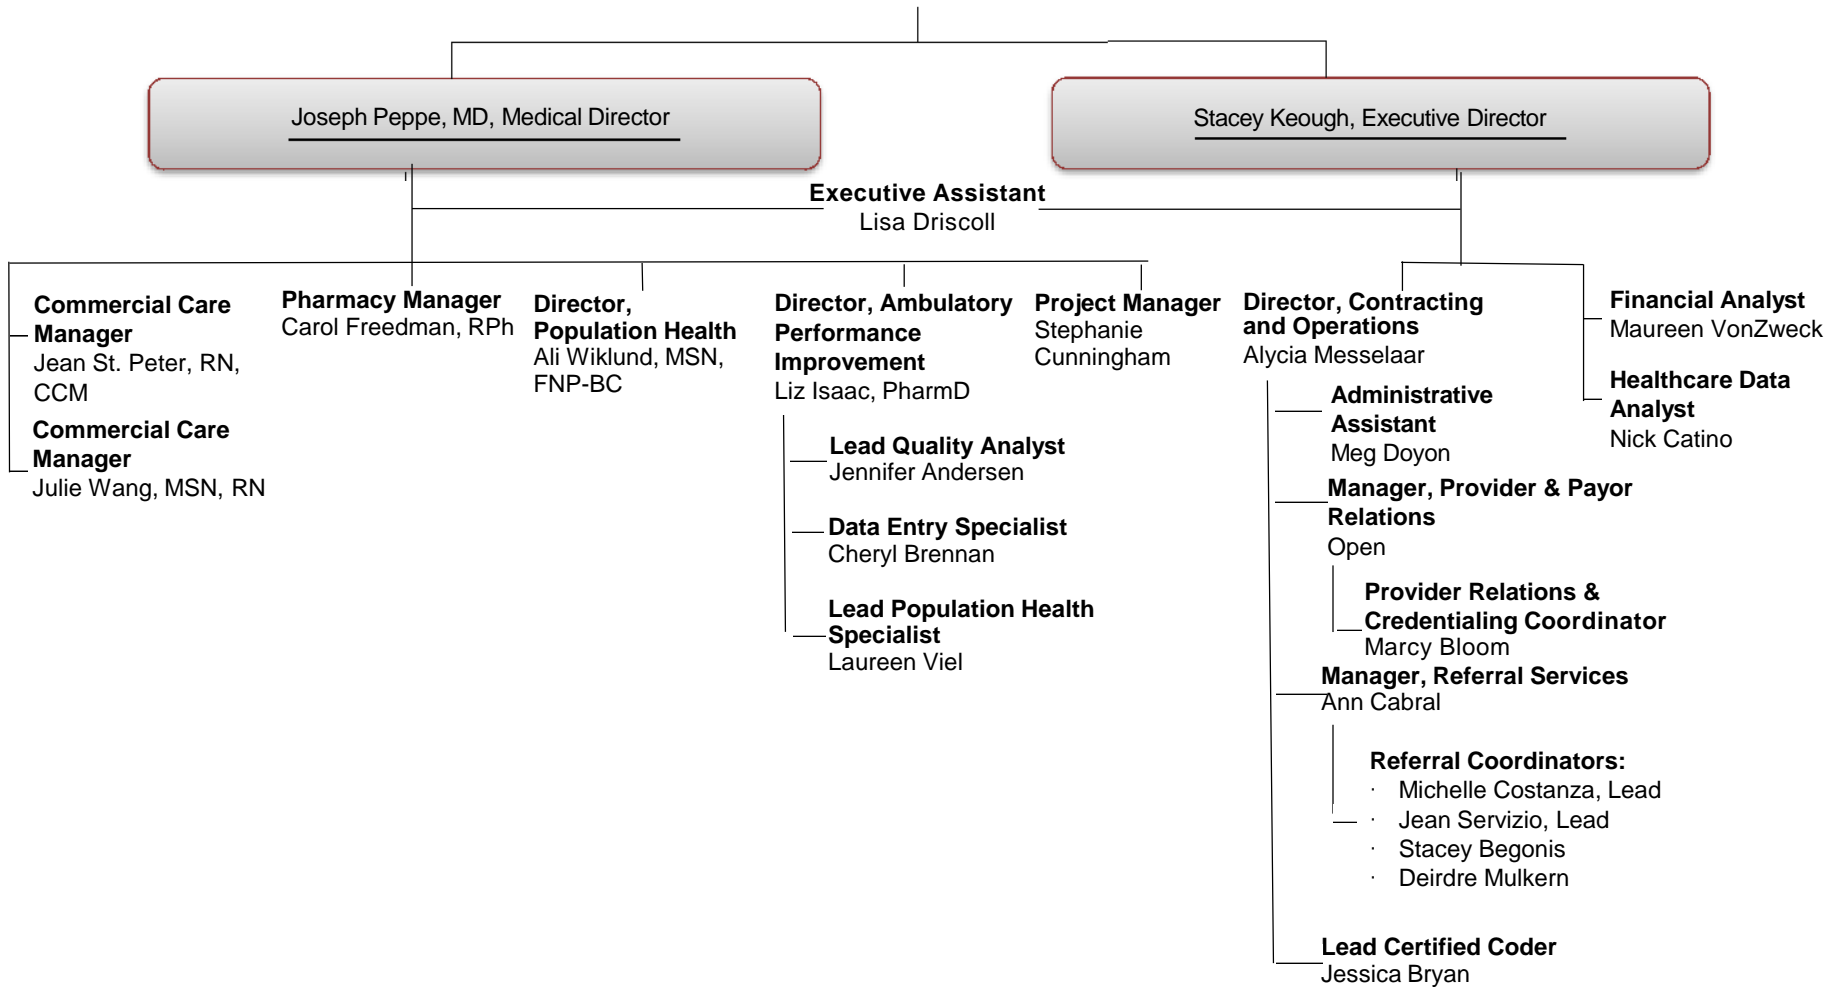 Joseph Peppe, MD, Medical Director
Stacey Keough, Executive Director
Executive Assistant
Lisa Driscoll
Commercial Care
Manager
Jean St. Peter, RN,
CCM
Commercial Care
Manager
Julie Wang, MSN, RN
Pharmacy Manager
Carol Freedman, RPh
Director,
Population Health
Ali Wiklund, MSN,
FNP-BC
Director, Ambulatory
Performance
Improvement
Liz Isaac, PharmD
Lead Quality Analyst
Jennifer Andersen
Data Entry Specialist
Cheryl Brennan
Lead Population Health
Specialist
Laureen Viel
Project Manager
Stephanie
Cunningham
Director, Contracting
and Operations
Alycia Messelaar
Administrative
Assistant
Meg Doyon
Manager, Provider & Payor
Relations
Open
Provider Relations &
Credentialing Coordinator
Marcy Bloom
Manager, Referral Services
Ann Cabral
Referral Coordinators:
· Michelle Costanza, Lead
· Jean Servizio, Lead
· Stacey Begonis
· Deirdre Mulkern
Lead Certified Coder
Jessica Bryan
Financial Analyst
Maureen VonZweck
Healthcare Data
Analyst
Nick Catino